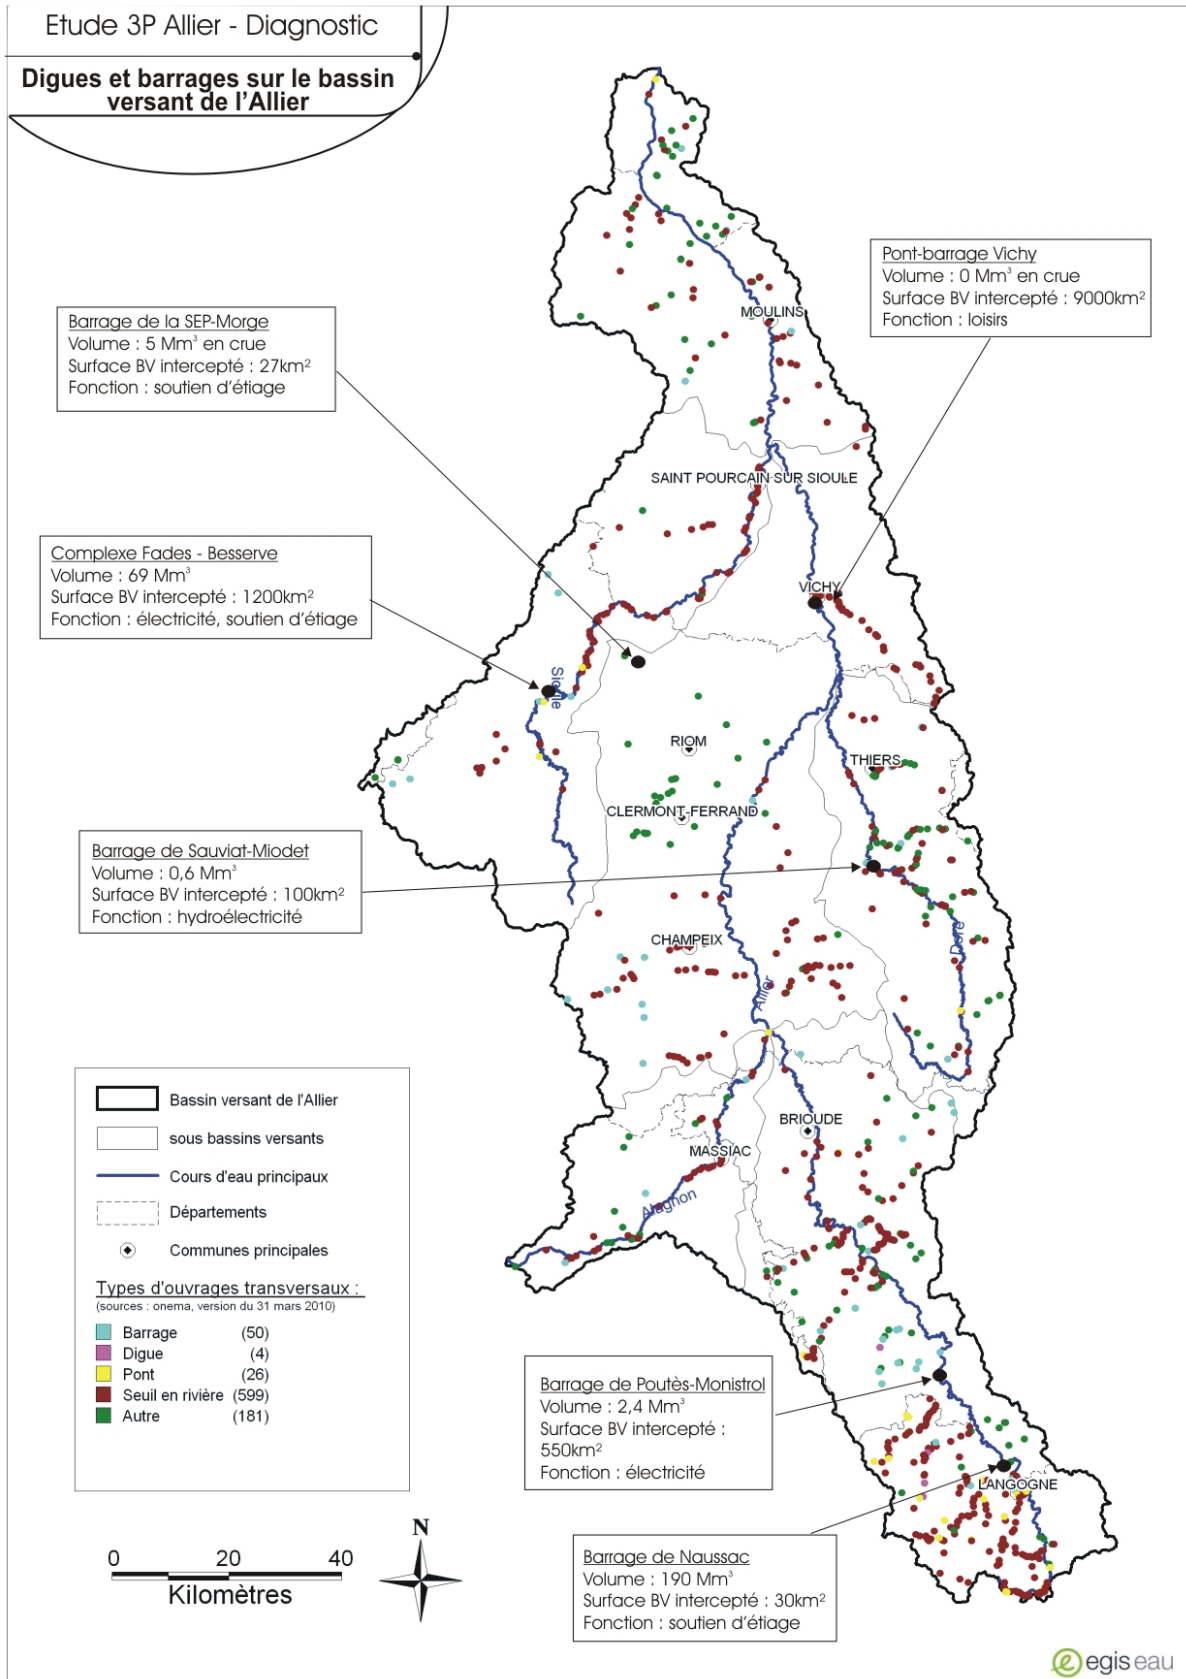 Etude 3P Allier - Diagnostic
Digues et barrages sur le bassin
versant de l'Allier
Pont-barrage Vichy
Volume : 0 Mm³ en crue
Surface BV intercepté : 9000km²
Fonction : loisirs
Barrage de la SEP-Morge
Volume : 5 Mm³ en crue
Surface BV intercepté : 27km²
Fonction : soutien d'étiage
MOULINS
SAINT POURCAIN SUR SIOULE
Complexe Fades - Besserve
Volume : 69 Mm³
Surface BV intercepté : 1200km²
Fonction : électricité, soutien d'étiage
VICHY
Sioule
RIOM
THIERS
CLERMONT-FERRAND
Barrage de Sauviat-Miodet
Volume : 0,6 Mm³
Surface BV intercepté : 100km²
Fonction : hydroélectricité
CHAMPEIX
Dore
Allier
BRIOUDE
MASSIAC
Alagnon
Bassin versant de l'Allier
sous bassins versants
Cours d'eau principaux
Départements
Communes principales
Types d'ouvrages transversaux :
(sources : onema, version du 31 mars 2010)
Barrage (50)
Digue (4)
Pont (26)
Seuil en rivière (599)
Autre (181)
Barrage de Poutès-Monistrol
Volume : 2,4 Mm³
Surface BV intercepté :
550km²
Fonction : électricité
LANGOGNE
Barrage de Naussac
Volume : 190 Mm³
Surface BV intercepté : 30km²
Fonction : soutien d'étiage
N
0 20 40
Kilomètres
egis eau